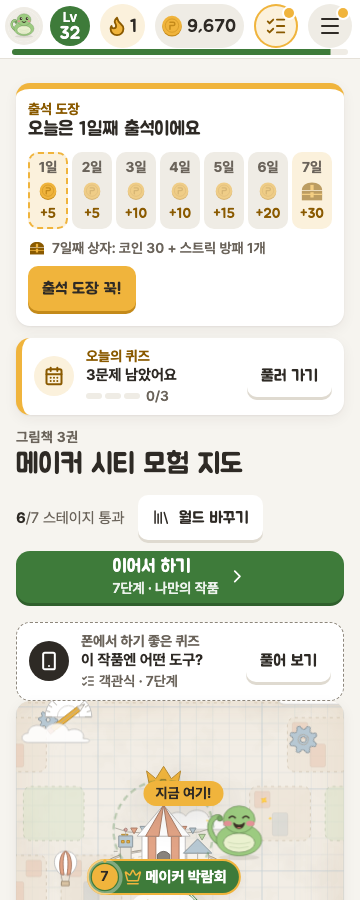 Lv
32
1
9,670
출석 도장
오늘은 1일째 출석이에요
1일 2일 3일 4일 5일 6일 7일
+5 +5 +10 +10 +15 +20 +30
7일째 상자: 코인 30 + 스트릭 방패 1개
출석 도장 꾹!
오늘의 퀴즈
3문제 남았어요
0/3
풀러 가기
그림책 3권
메이커 시티 모험 지도
6/7 스테이지 통과
월드 바꾸기
이어서 하기
7단계 · 나만의 작품
폰에서 하기 좋은 퀴즈
이 작품엔 어떤 도구?
객관식 · 7단계
풀어 보기
지금 여기!
7 메이커 박람회